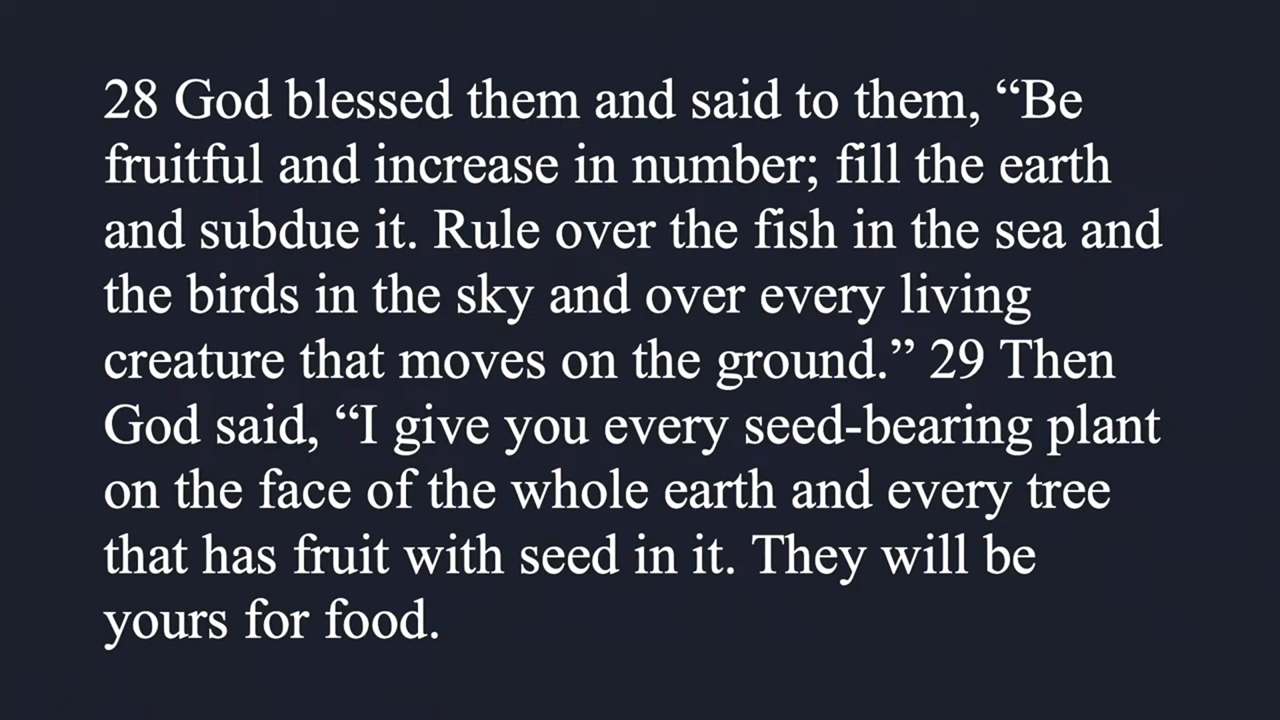 28 God blessed them and said to them, “Be
fruitful and increase in number; fill the earth
and subdue it. Rule over the fish in the sea and
the birds in the sky and over every living
creature that moves on the ground.” 29 Then
God said, “I give you every seed-bearing plant
on the face of the whole earth and every tree
that has fruit with seed in it. They will be
yours for food.